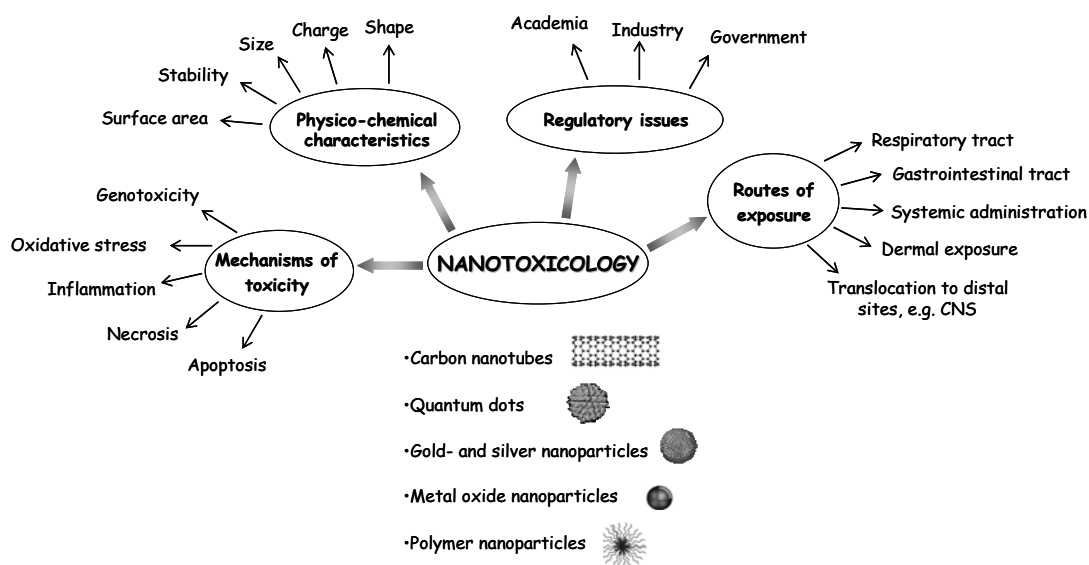 Academia
Industry
Government
Shape
Charge
Size
Stability
Surface area
Physico-chemical
characteristics
Regulatory issues
Respiratory tract
Gastrointestinal tract
Systemic administration
Dermal exposure
Translocation to distal
sites, e.g. CNS
Routes of
exposure
Genotoxicity
Oxidative stress
Inflammation
Necrosis
Apoptosis
Mechanisms of
toxicity
NANOTOXICOLOGY
•Carbon nanotubes
•Quantum dots
•Gold- and silver nanoparticles
•Metal oxide nanoparticles
•Polymer nanoparticles